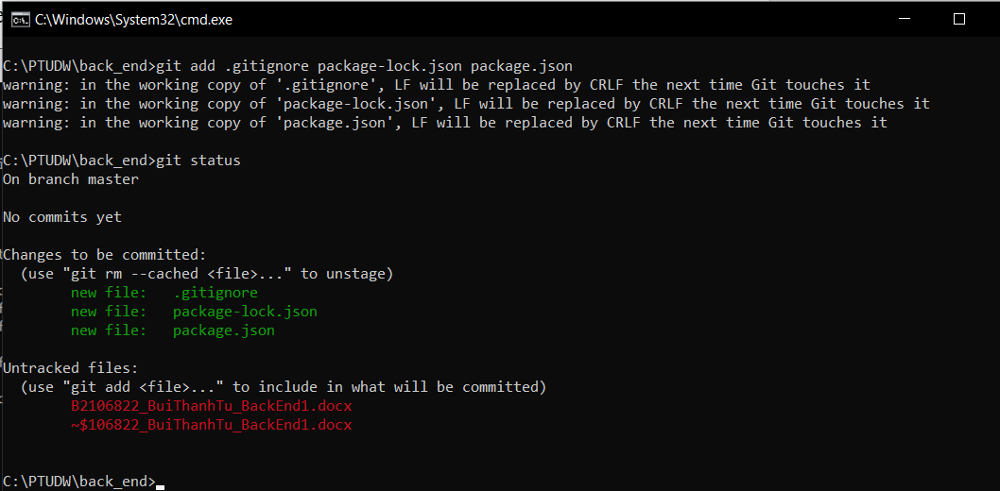 C:\Windows\System32\cmd.exe
C:\PTUDW\back_end>git add .gitignore package-lock.json package.json
warning: in the working copy of '.gitignore', LF will be replaced by CRLF the next time Git touches it
warning: in the working copy of 'package-lock.json', LF will be replaced by CRLF the next time Git touches it
warning: in the working copy of 'package.json', LF will be replaced by CRLF the next time Git touches it
C:\PTUDW\back_end>git status
On branch master
No commits yet
Changes to be committed:
  (use "git rm --cached <file>..." to unstage)
        new file:   .gitignore
        new file:   package-lock.json
        new file:   package.json
Untracked files:
  (use "git add <file>..." to include in what will be committed)
        B2106822_BuiThanhTu_BackEnd1.docx
        ~$106822_BuiThanhTu_BackEnd1.docx
C:\PTUDW\back_end>